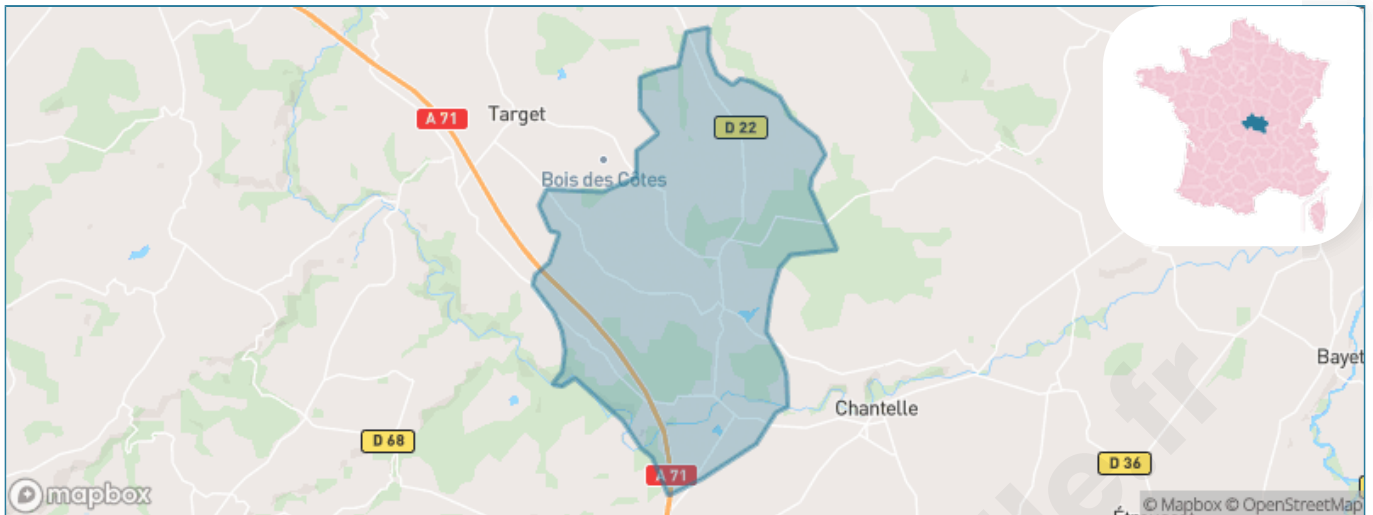 A 71
Target
D 22
Bois des Côtes
Bayet
Chantelle
D 68
D 36
A 71
mapbox
© Mapbox © OpenStreetMap